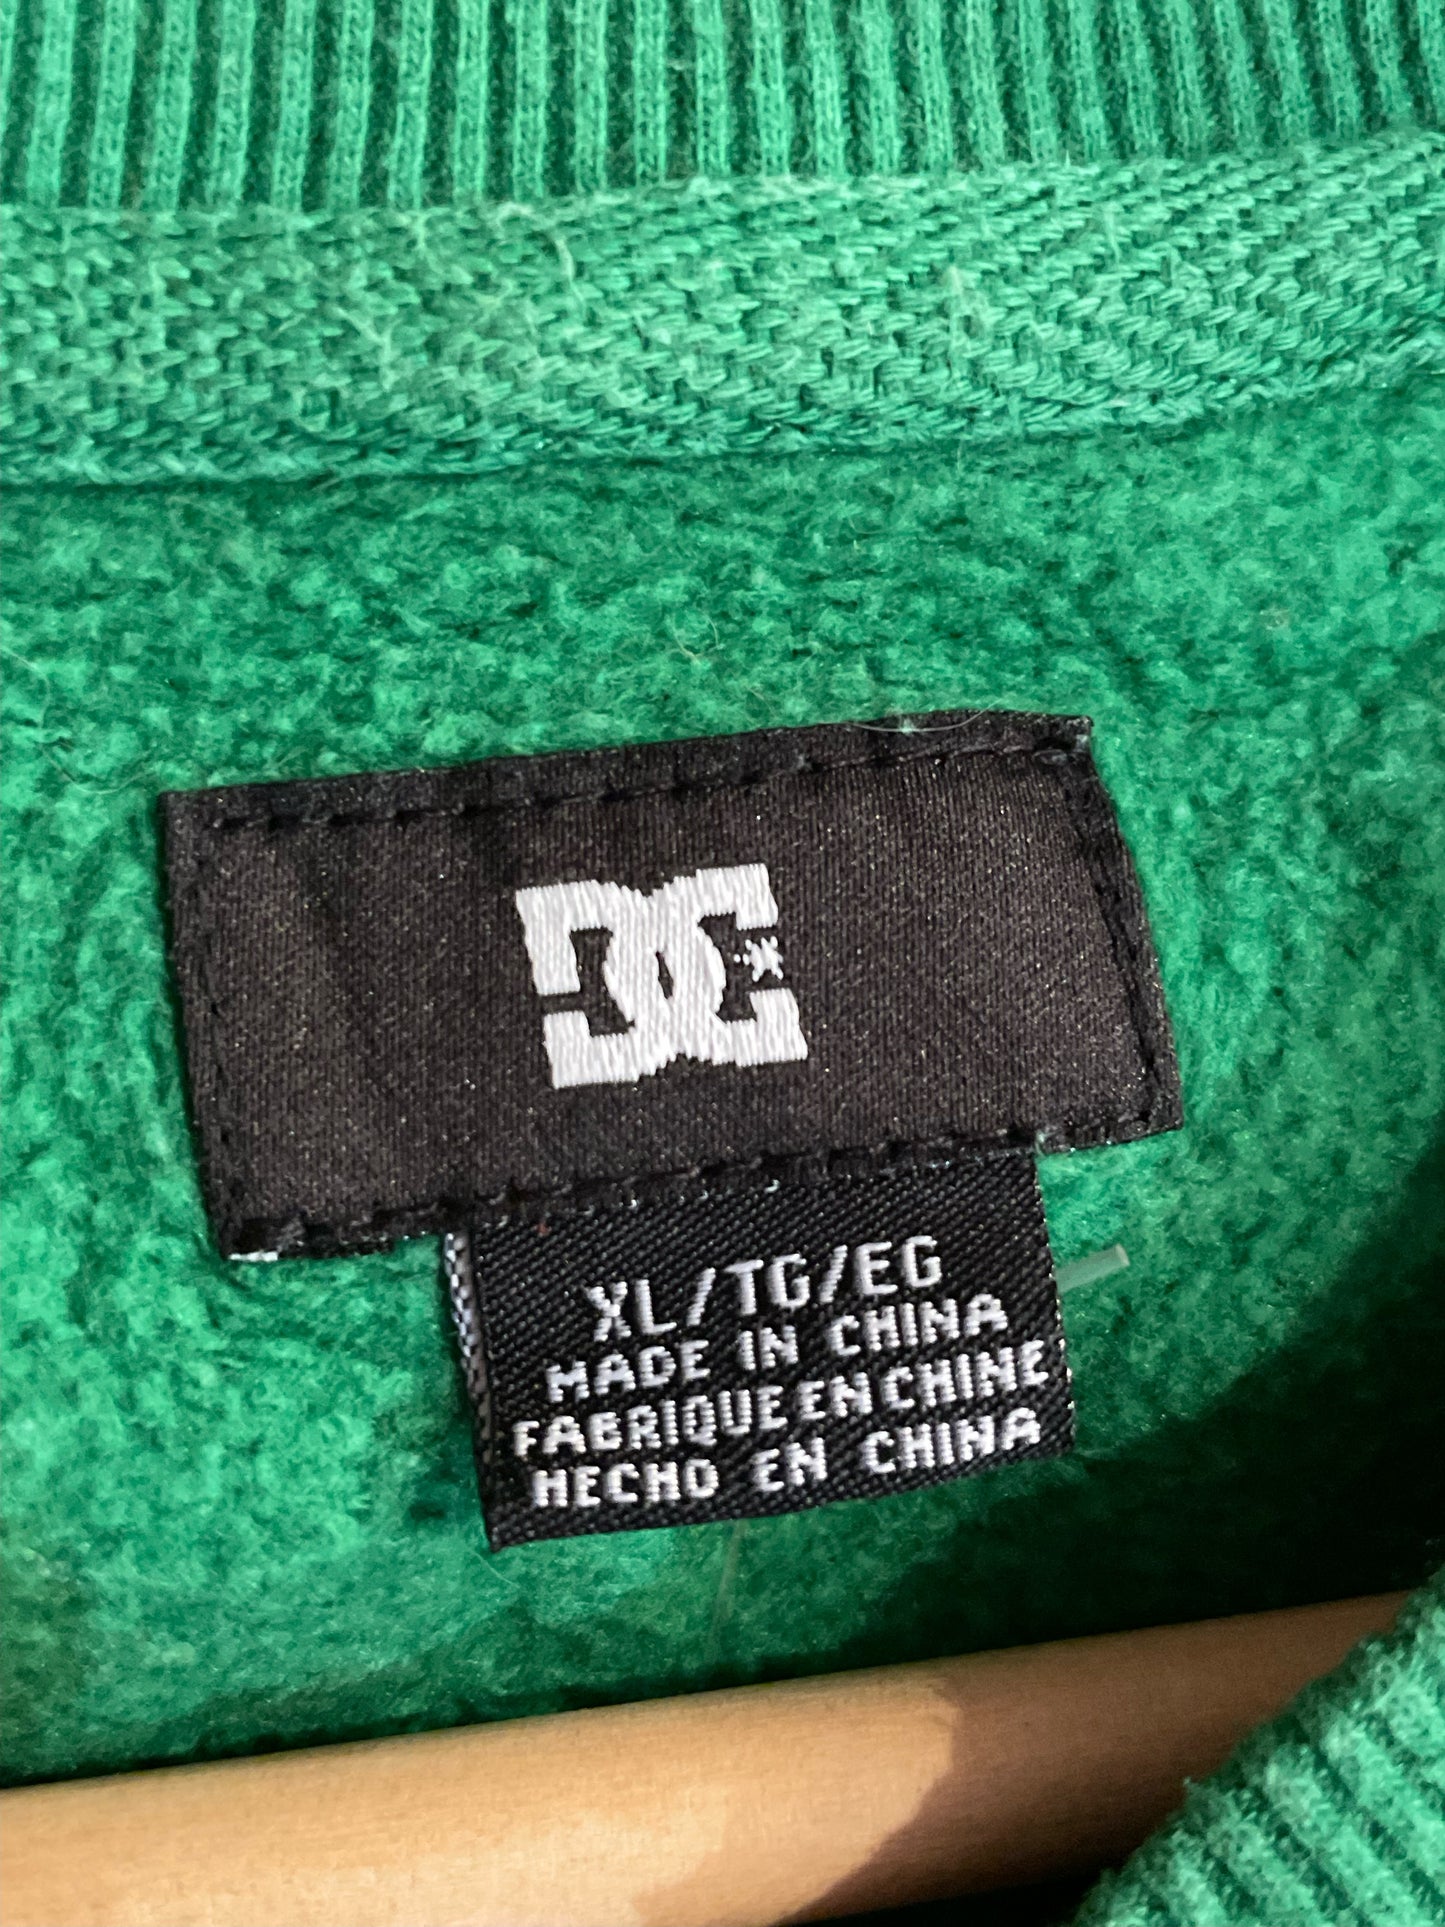 DC
XL/TG/EG
MADE IN CHINA
FABRIQUE EN CHINE
HECHO EN CHINA